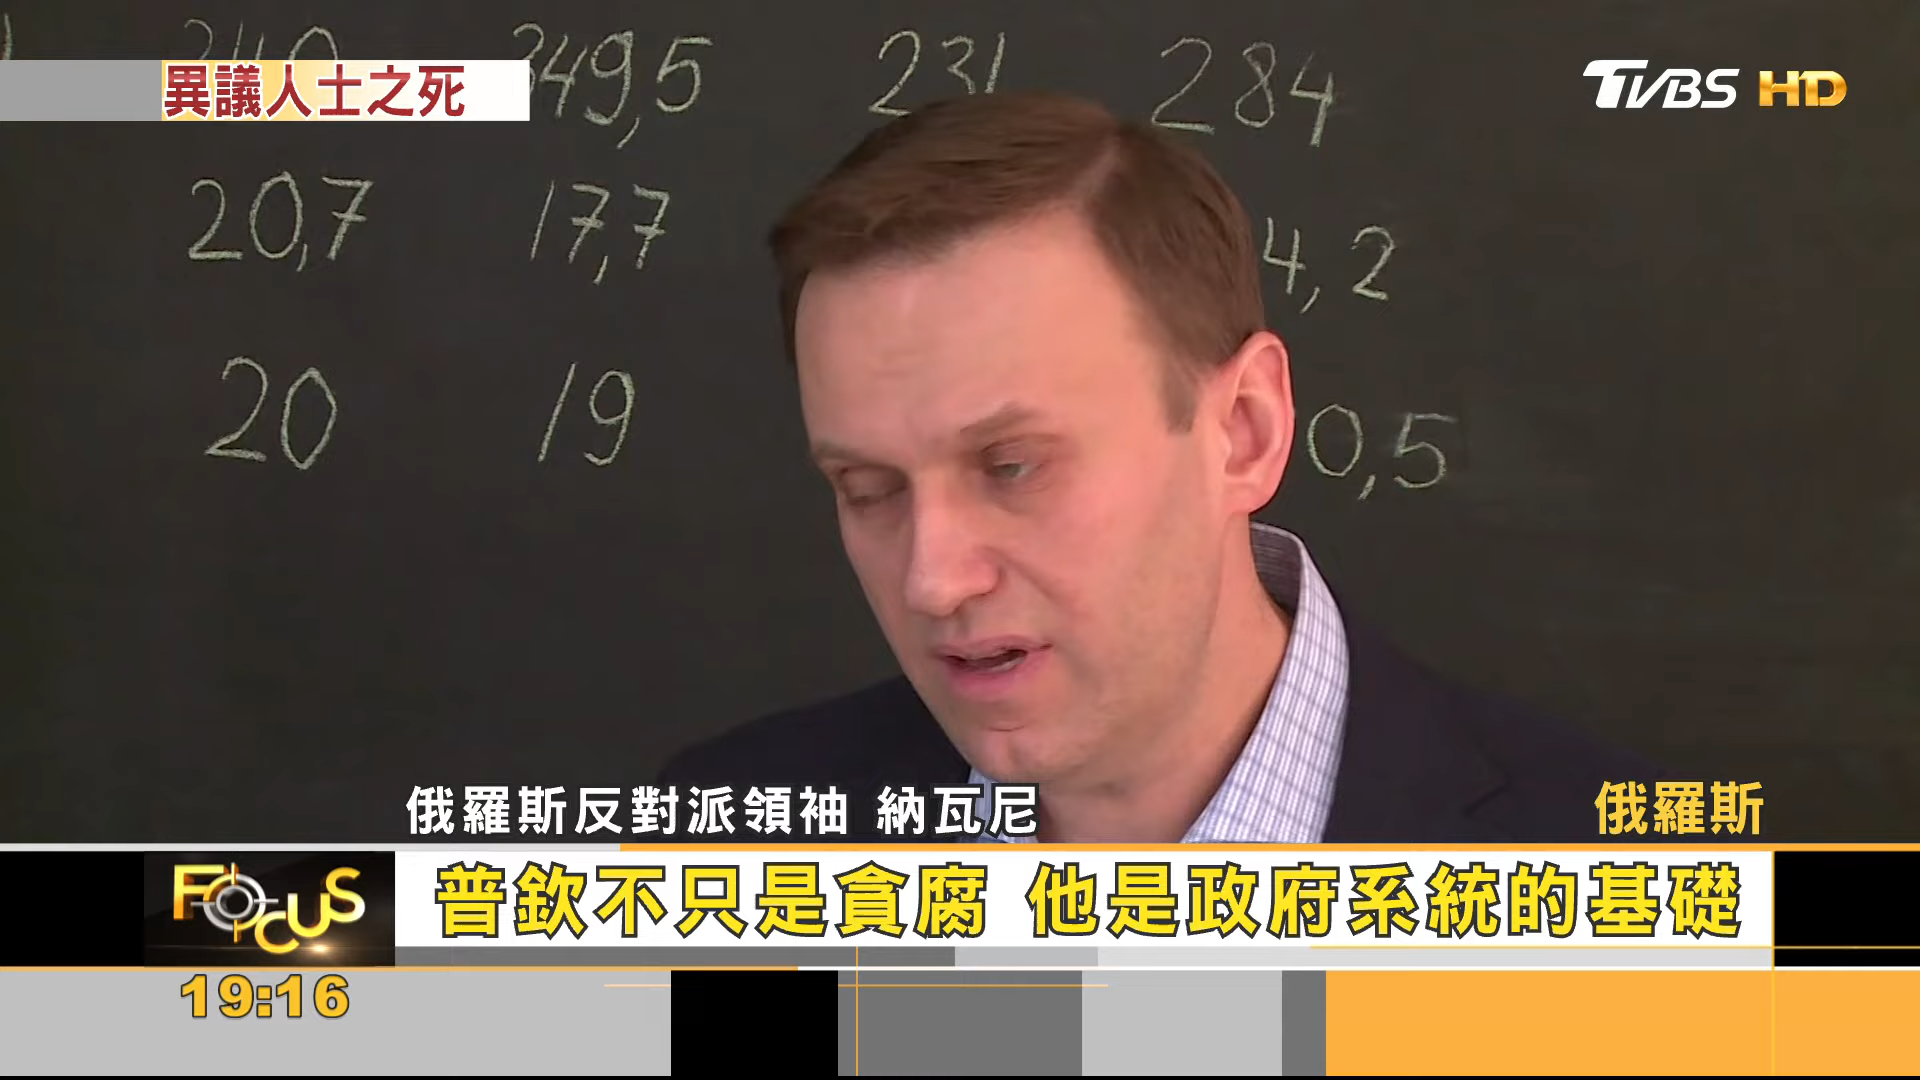 349,5 231 284
異議人士之死
TVBS HD
20,7 17,7 4,2
20 19 0,5
俄羅斯反對派領袖 納瓦尼
俄羅斯
FOCUS
普欽不只是貪腐 他是政府系統的基礎
19:16